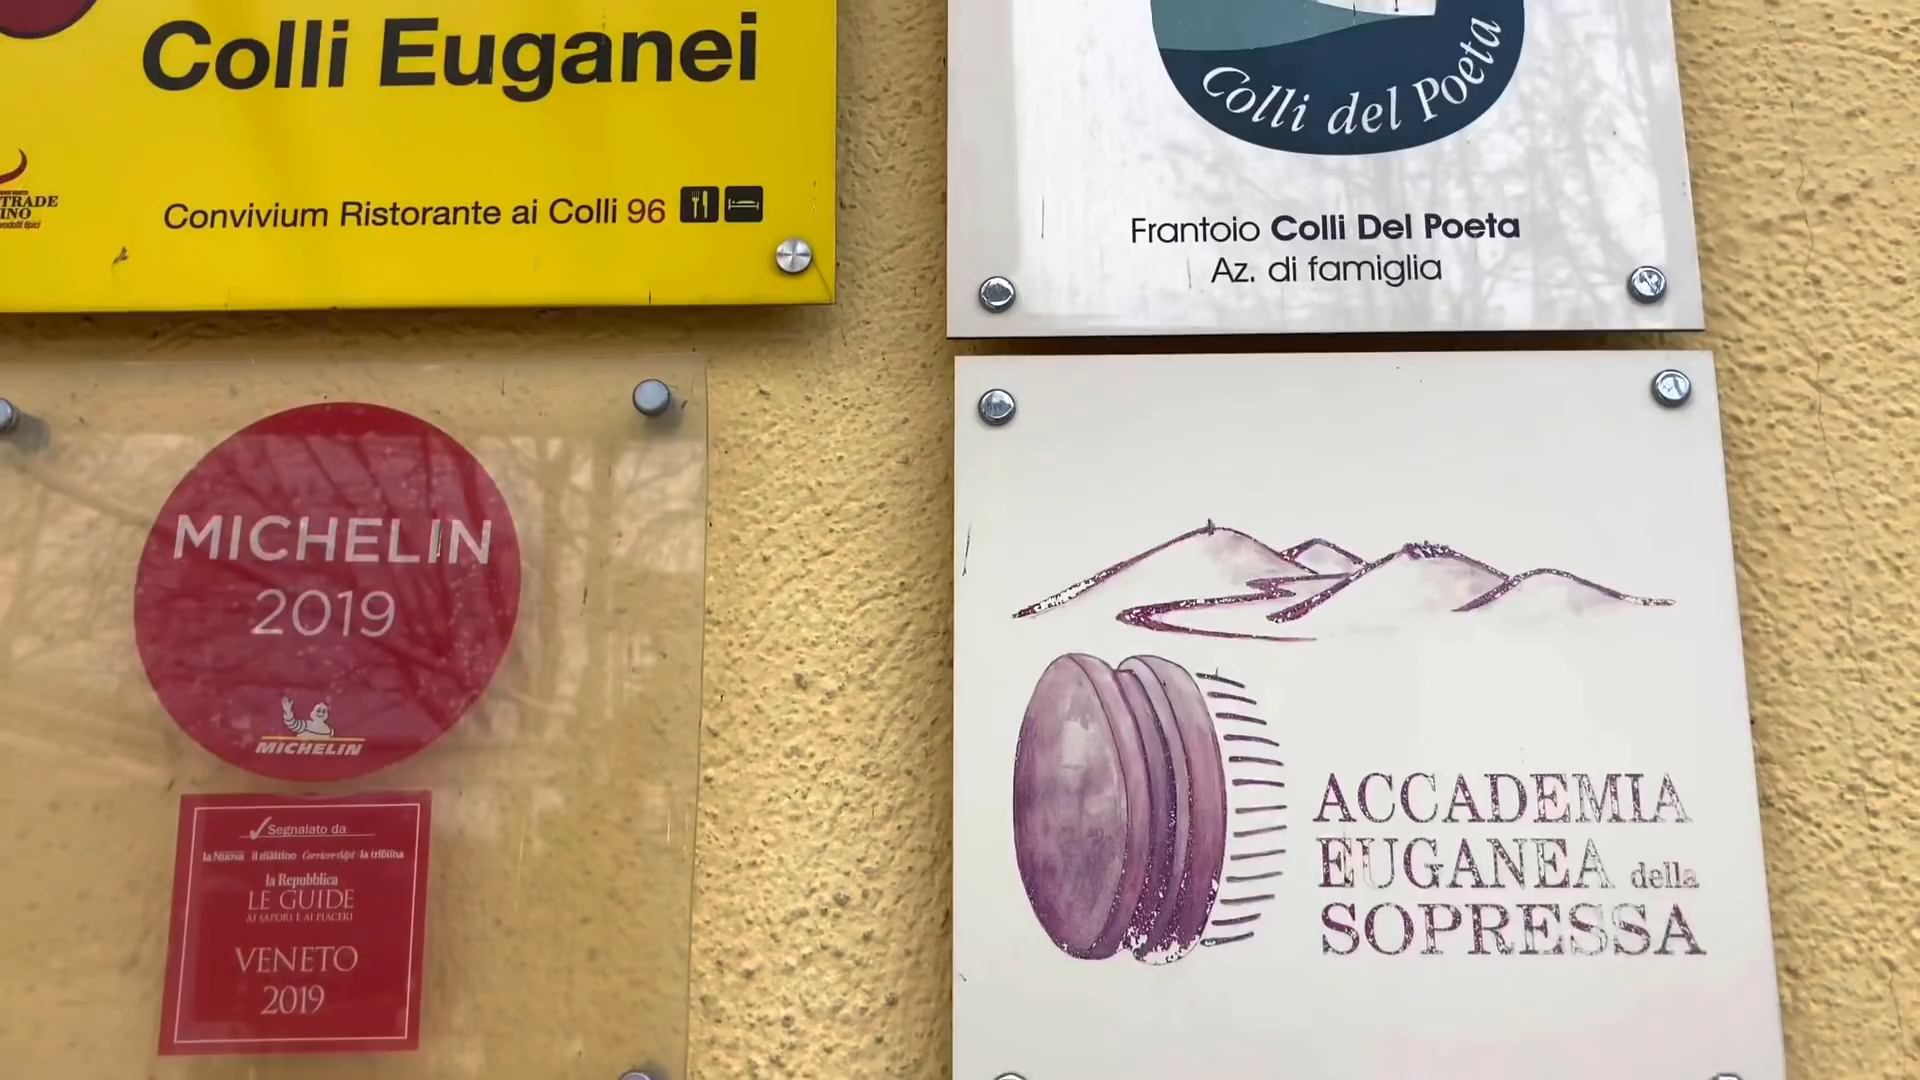 Colli Euganei
TRADE
INO
Convivium Ristorante ai Colli 96
Colli del Poeta
Frantoio Colli Del Poeta
Az. di famiglia
MICHELIN
2019
MICHELIN
Segnalato da
la Nuova il mattino Corriere Alpi la tribuna
la Repubblica
LE GUIDE
AI SAPORI E AI PIACERI
VENETO
2019
ACCADEMIA
EUGANEA della
SOPRESSA